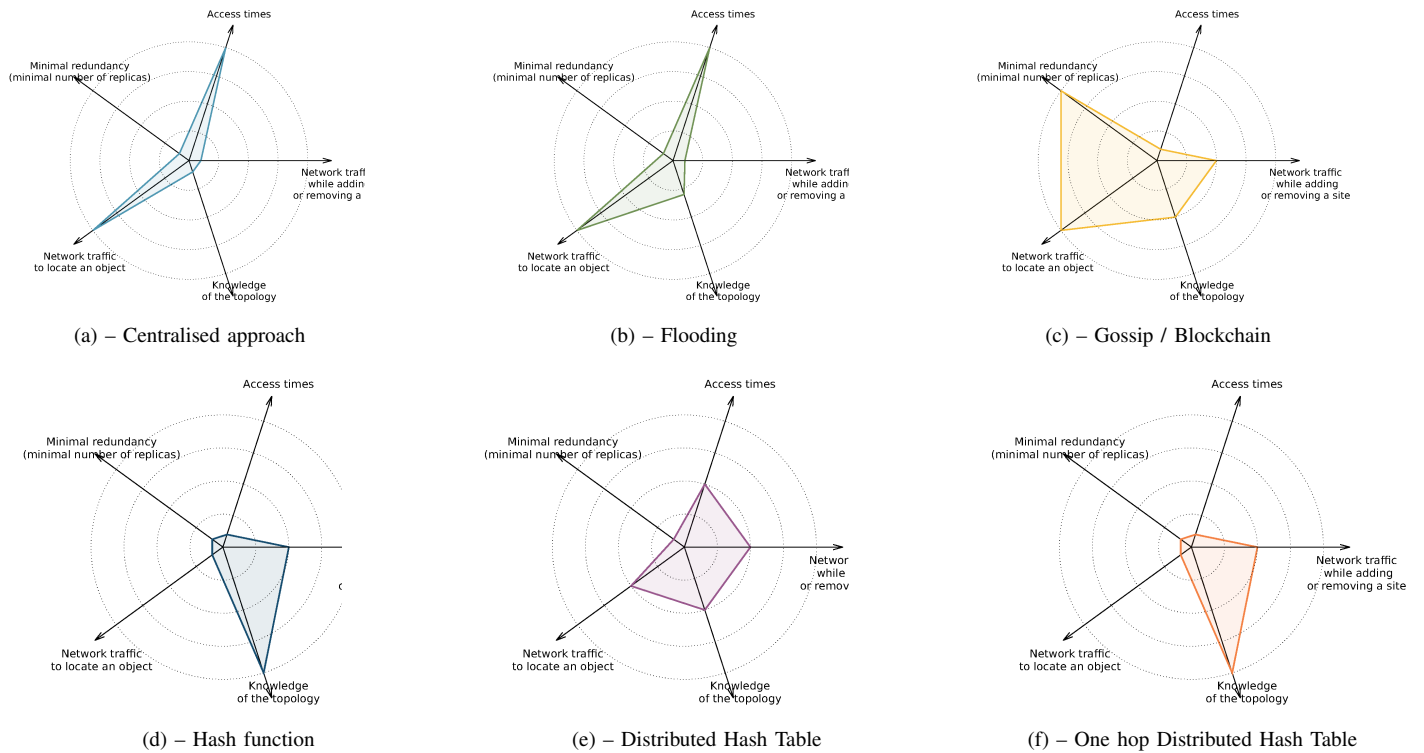 Access times
Minimal redundancy
(minimal number of replicas)
Network traff
while addin
or removing a
Network traffic
to locate an object
Knowledge
of the topology
(a) – Centralised approach
Access times
Minimal redundancy
(minimal number of replicas)
Network traff
while addin
or removing a
Network traffic
to locate an object
Knowledge
of the topology
(b) – Flooding
Access times
Minimal redundancy
(minimal number of replicas)
Network traffic
while adding
or removing a site
Network traffic
to locate an object
Knowledge
of the topology
(c) – Gossip / Blockchain
Access times
Minimal redundancy
(minimal number of replicas)
Network traffic
to locate an object
Knowledge
of the topology
(d) – Hash function
Access times
Minimal redundancy
(minimal number of replicas)
Networ
while
or remov
Network traffic
to locate an object
Knowledge
of the topology
(e) – Distributed Hash Table
Access times
Minimal redundancy
(minimal number of replicas)
Network traffic
while adding
or removing a site
Network traffic
to locate an object
Knowledge
of the topology
(f) – One hop Distributed Hash Table